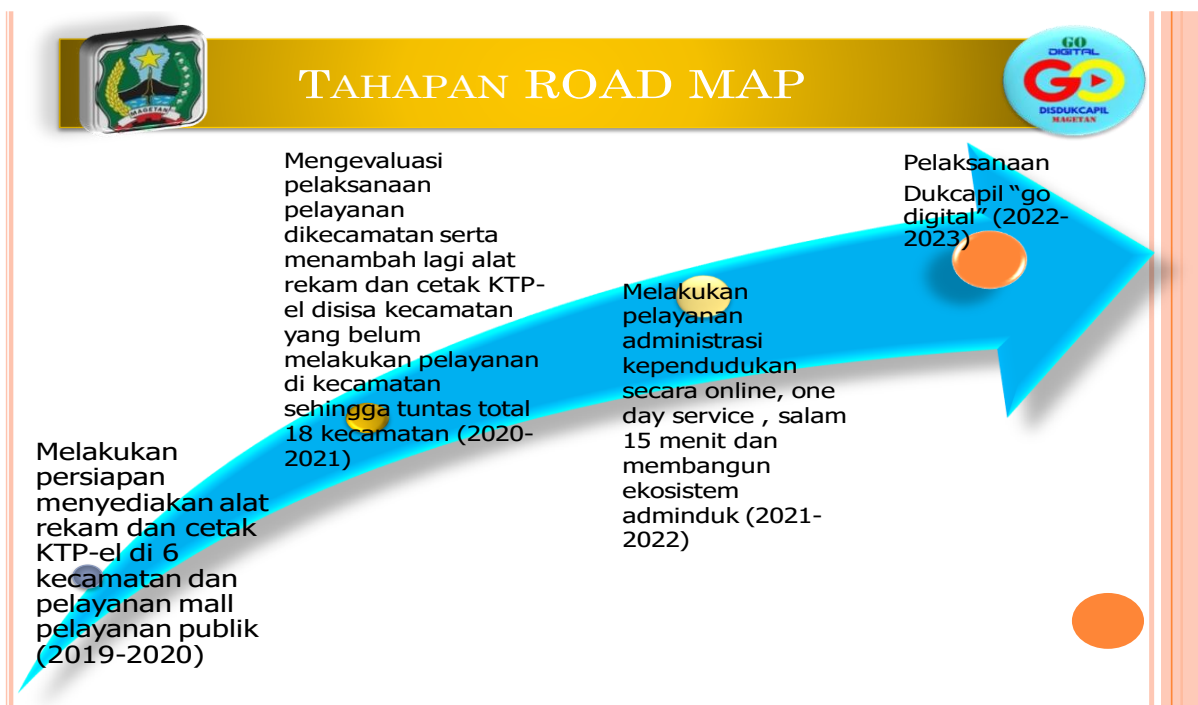 MAGETAN
TAHAPAN ROAD MAP
GO
DIGITAL
GO
DISDUKCAPIL
MAGETAN
Melakukan
persiapan
menyediakan alat
rekam dan cetak
KTP-el di 6
kecamatan dan
pelayanan mall
pelayanan publik
(2019-2020)
Mengevaluasi
pelaksanaan
pelayanan
dikecamatan serta
menambah lagi alat
rekam dan cetak KTP-
el disisa kecamatan
yang belum
melakukan pelayanan
di kecamatan
sehingga tuntas total
18 kecamatan (2020-
2021)
Melakukan
pelayanan
administrasi
kependudukan
secara online, one
day service , salam
15 menit dan
membangun
ekosistem
adminduk (2021-
2022)
Pelaksanaan
Dukcapil “go
digital” (2022-
2023)